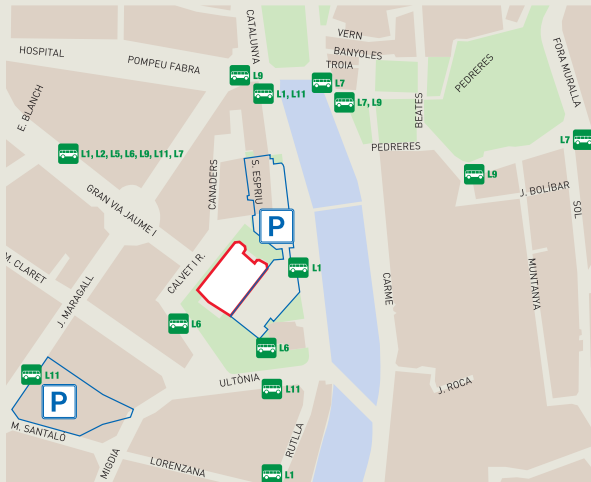 CATALUNYA
VERN
HOSPITAL
BANYOLES
POMPEU FABRA
TROIA
FORA MURALLA
PEDRERES
L9
L7
L1, L11
L7, L9
E. BLANCH
BEATES
L7
PEDRERES
L1, L2, L5, L6, L9, L11, L7
CANADERS
S. ESPRIU
L9
J. BOLÍBAR
GRAN VIA JAUME I
SOL
P
M. CLARET
CALVET I R.
L1
CARME
MUNTANYA
J. MARAGALL
L6
L6
L11
ULTÒNIA
L11
J. ROCA
P
M. SANTALÓ
RUTLLA
MIGDIA
LORENZANA
L1